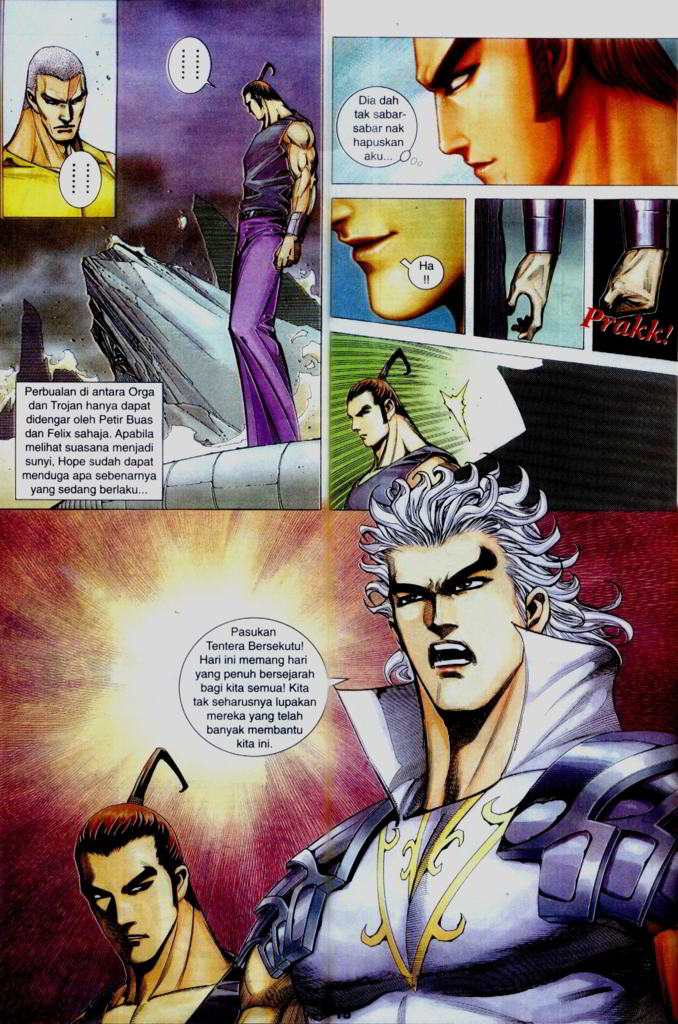 Perbualan di antara Orga
dan Trojan hanya dapat
didengar oleh Petir Buas
dan Felix sahaja. Apabila
melihat suasana menjadi
sunyi, Hope sudah dapat
menduga apa sebenarnya
yang sedang berlaku...
Dia dah
tak sabar-
sabar nak
hapuskan
aku...
Ha
!!
Prakk!
Pasukan
Tentera Bersekutu!
Hari ini memang hari
yang penuh bersejarah
bagi kita semua! Kita
tak seharusnya lupakan
mereka yang telah
banyak membantu
kita ini.